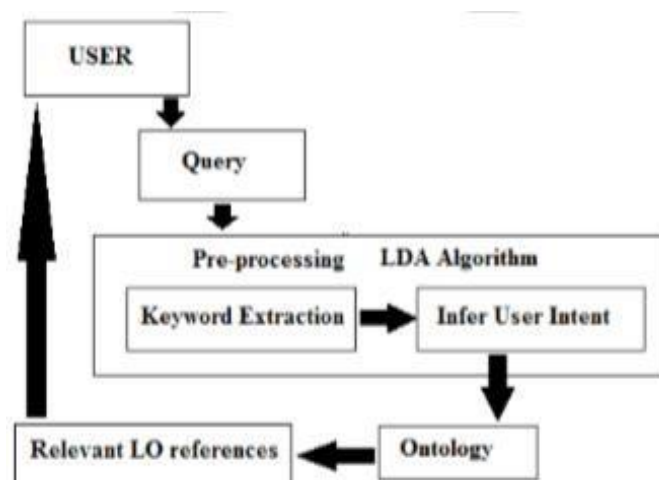 USER
Query
Pre-processing LDA Algorithm
Keyword Extraction
Infer User Intent
Relevant LO references
Ontology